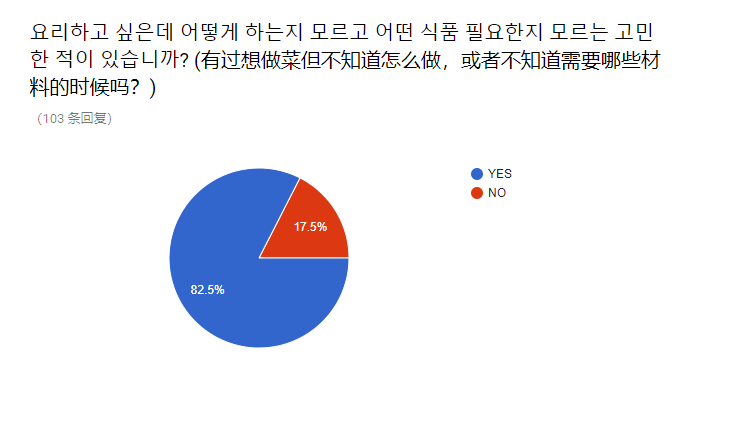 요리하고 싶은데 어떻게 하는지 모르고 어떤 식품 필요한지 모르는 고민
한 적이 있습니까? (有过想做菜但不知道怎么做，或者不知道需要哪些材
料的时候吗？)
（103 条回复）
YES
NO
17.5%
82.5%